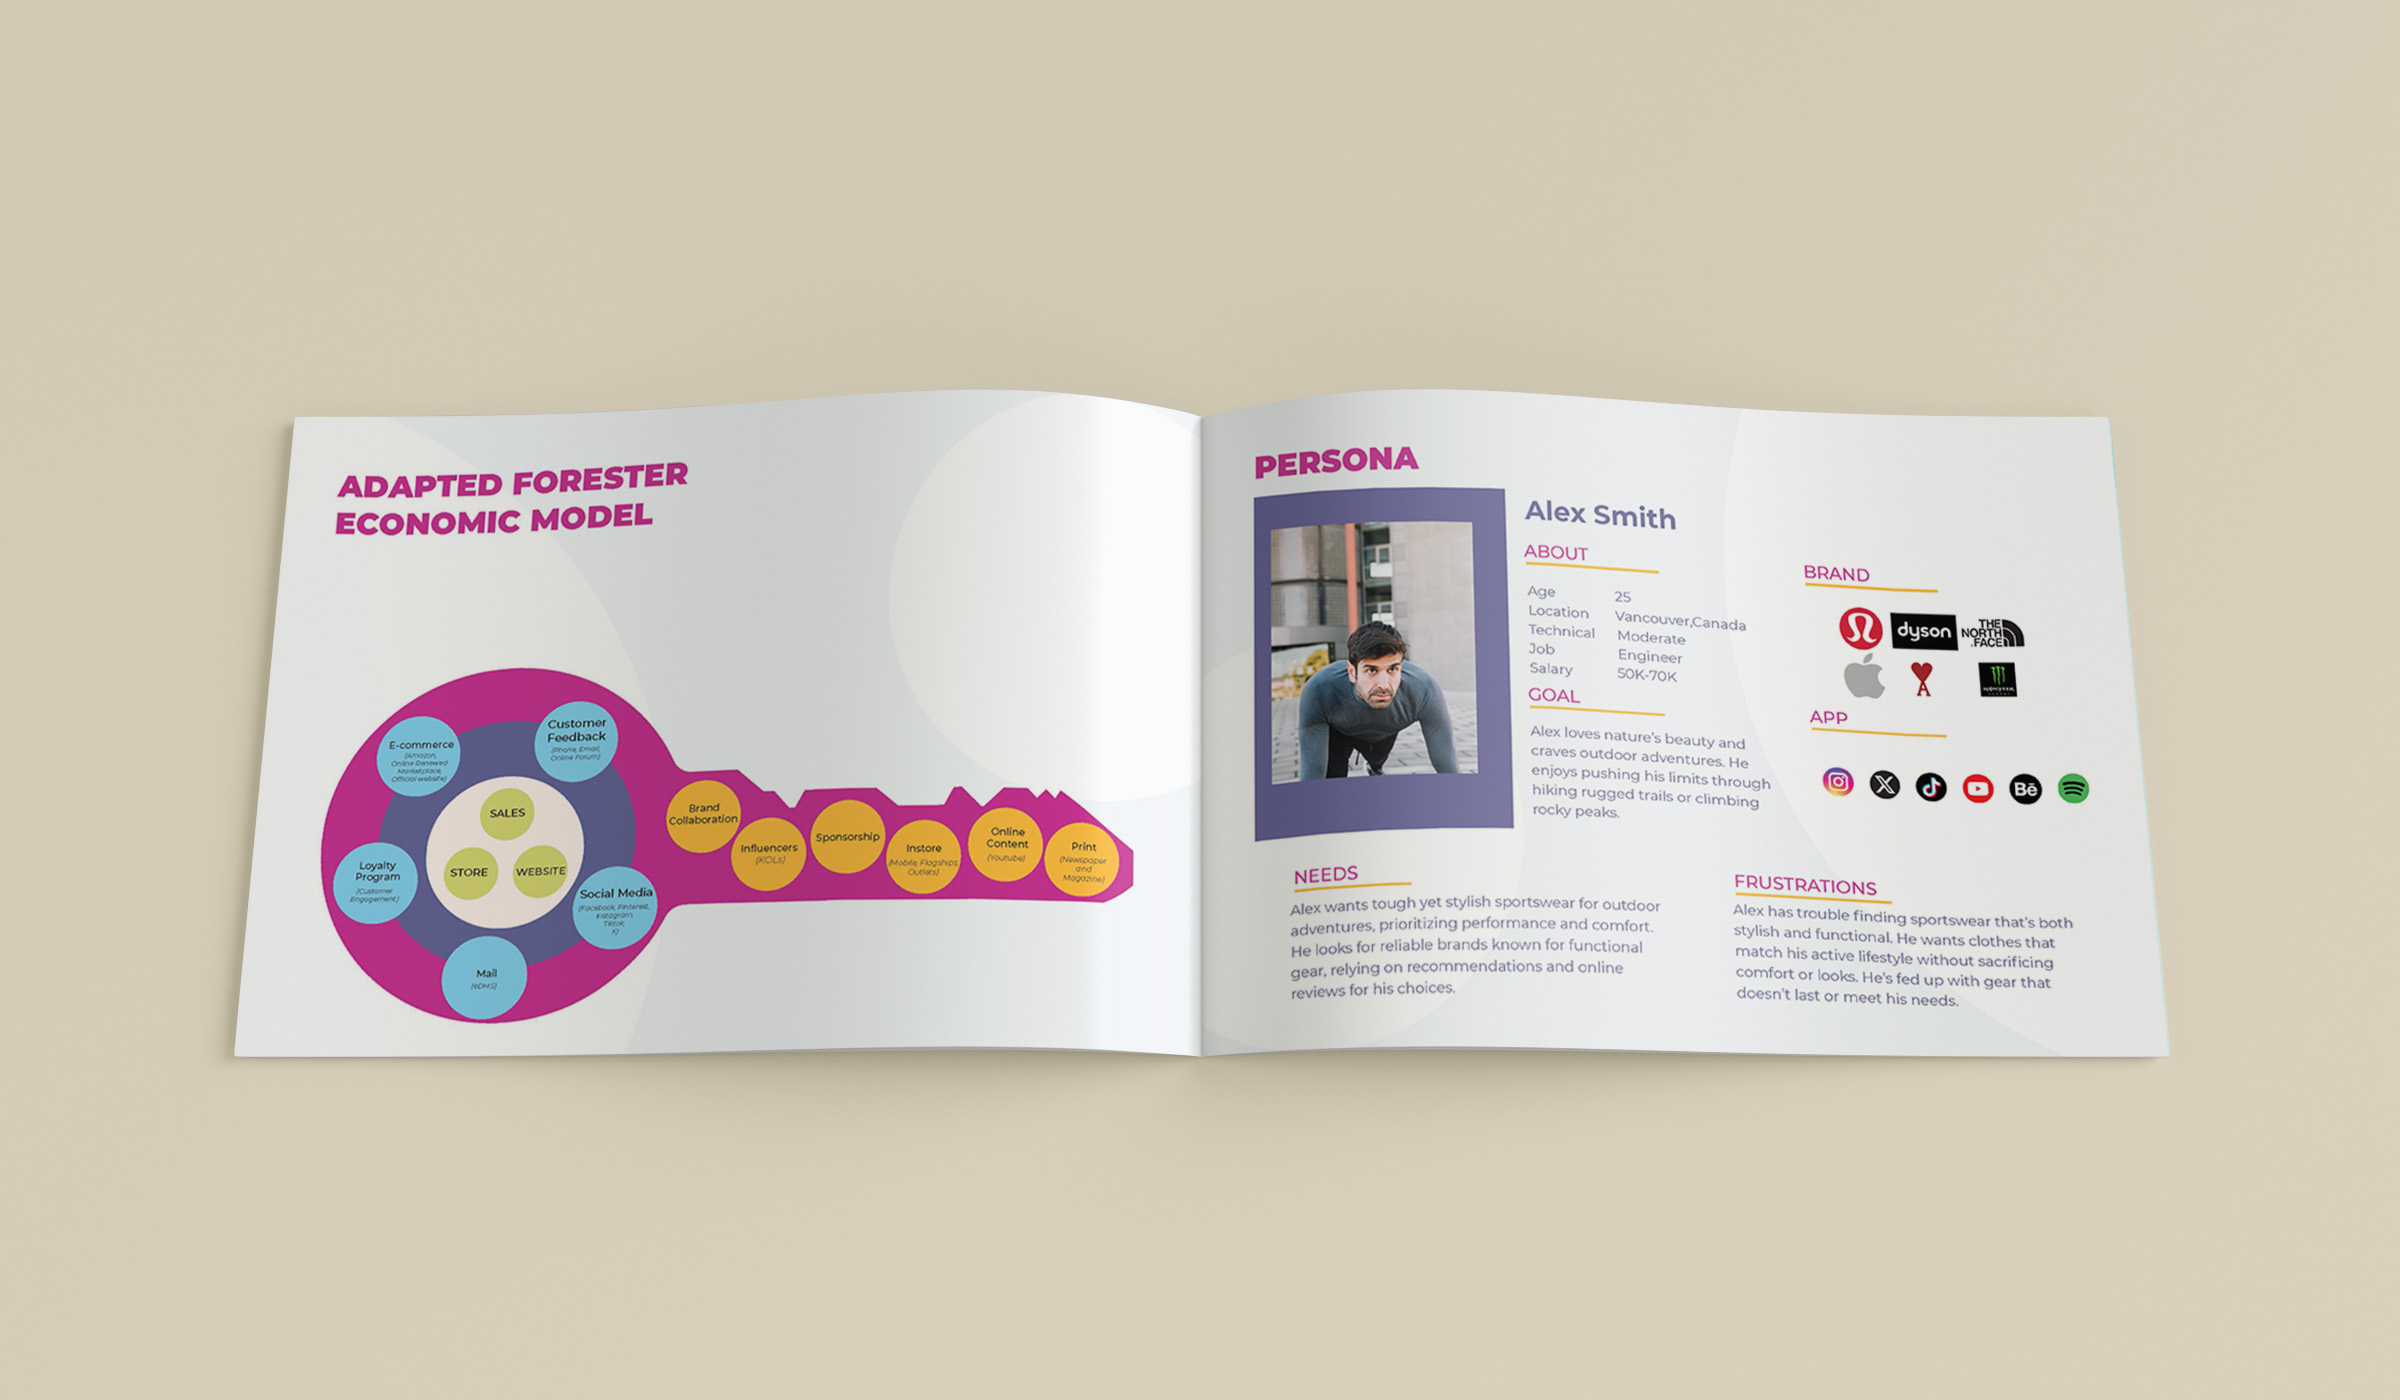 ADAPTED FORESTER
ECONOMIC MODEL
E-commerce
(Amazon,
Online Renewed
Marketplace,
Official website)
Customer
Feedback
(Phone, Email,
Online Forum)
SALES
STORE
WEBSITE
Loyalty
Program
(Customer
Engagement)
Social Media
(Facebook, Pinterest,
Instagram,
Tiktok,
X)
Mail
(eDMS)
Brand
Collaboration
Influencers
(KOLs)
Sponsorship
Instore
(Mobile, Flagships,
Outlets)
Online
Content
(Youtube)
Print
(Newspaper
and
Magazine)
PERSONA
Alex Smith
ABOUT
Age 25
Location Vancouver,Canada
Technical Moderate
Job Engineer
Salary 50K-70K
GOAL
Alex loves nature's beauty and
craves outdoor adventures. He
enjoys pushing his limits through
hiking rugged trails or climbing
rocky peaks.
BRAND
dyson
THE
NORTH
FACE
MONSTER
APP
Bē
NEEDS
Alex wants tough yet stylish sportswear for outdoor
adventures, prioritizing performance and comfort.
He looks for reliable brands known for functional
gear, relying on recommendations and online
reviews for his choices.
FRUSTRATIONS
Alex has trouble finding sportswear that's both
stylish and functional. He wants clothes that
match his active lifestyle without sacrificing
comfort or looks. He's fed up with gear that
doesn't last or meet his needs.